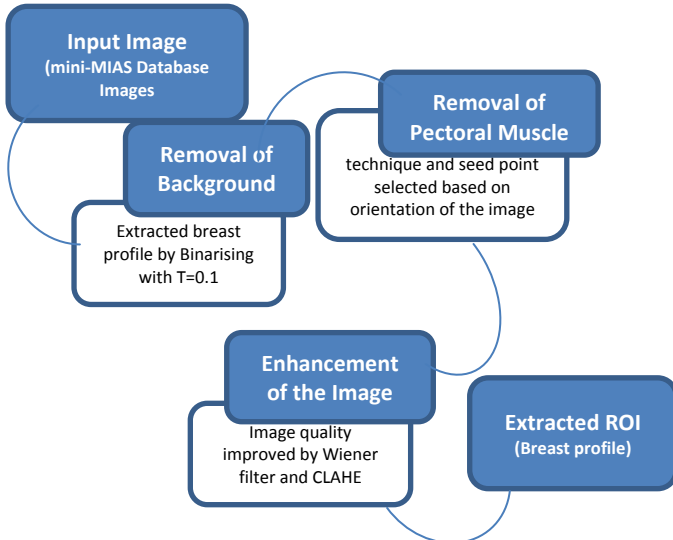 Input Image
(mini-MIAS Database
Images
Removal of
Background
Extracted breast
profile by Binarising
with T=0.1
Removal of
Pectoral Muscle
technique and seed point
selected based on
orientation of the image
Enhancement
of the Image
Image quality
improved by Wiener
filter and CLAHE
Extracted ROI
(Breast profile)